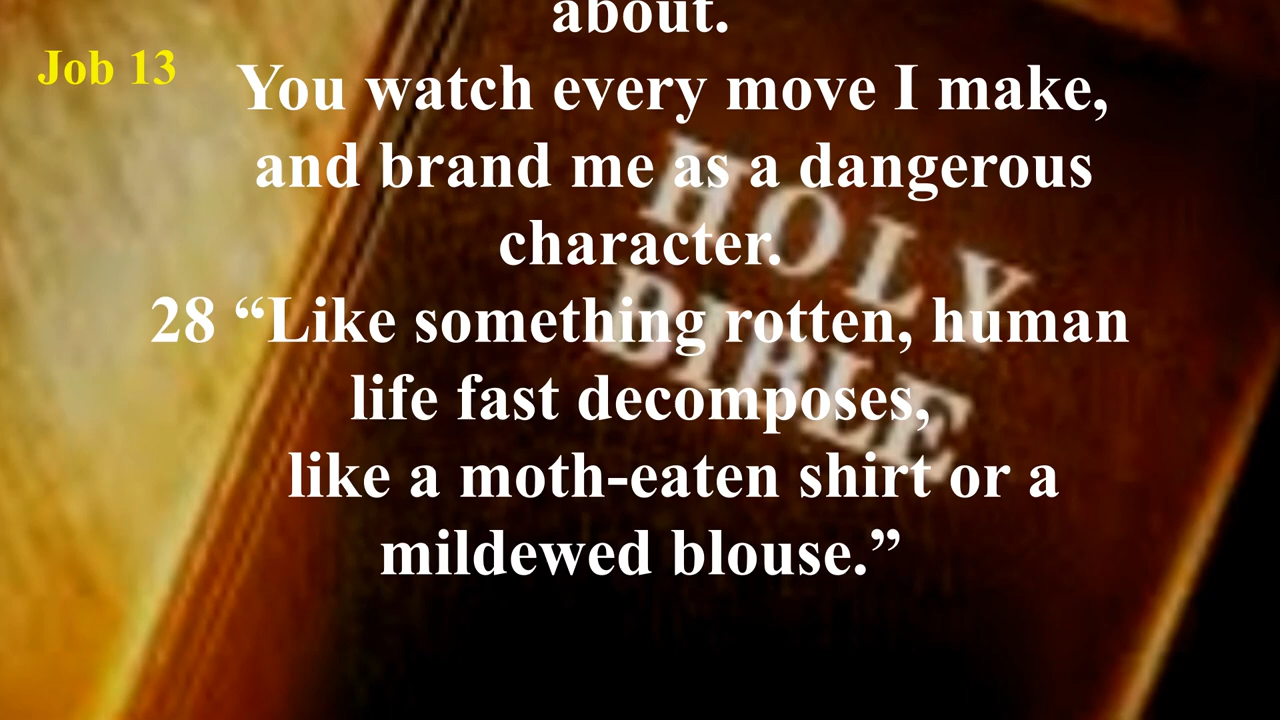 about.
Job 13
You watch every move I make,
and brand me as a dangerous
character.
28 “Like something rotten, human
life fast decomposes,
like a moth-eaten shirt or a
mildewed blouse.”
HOLY
BIBLE